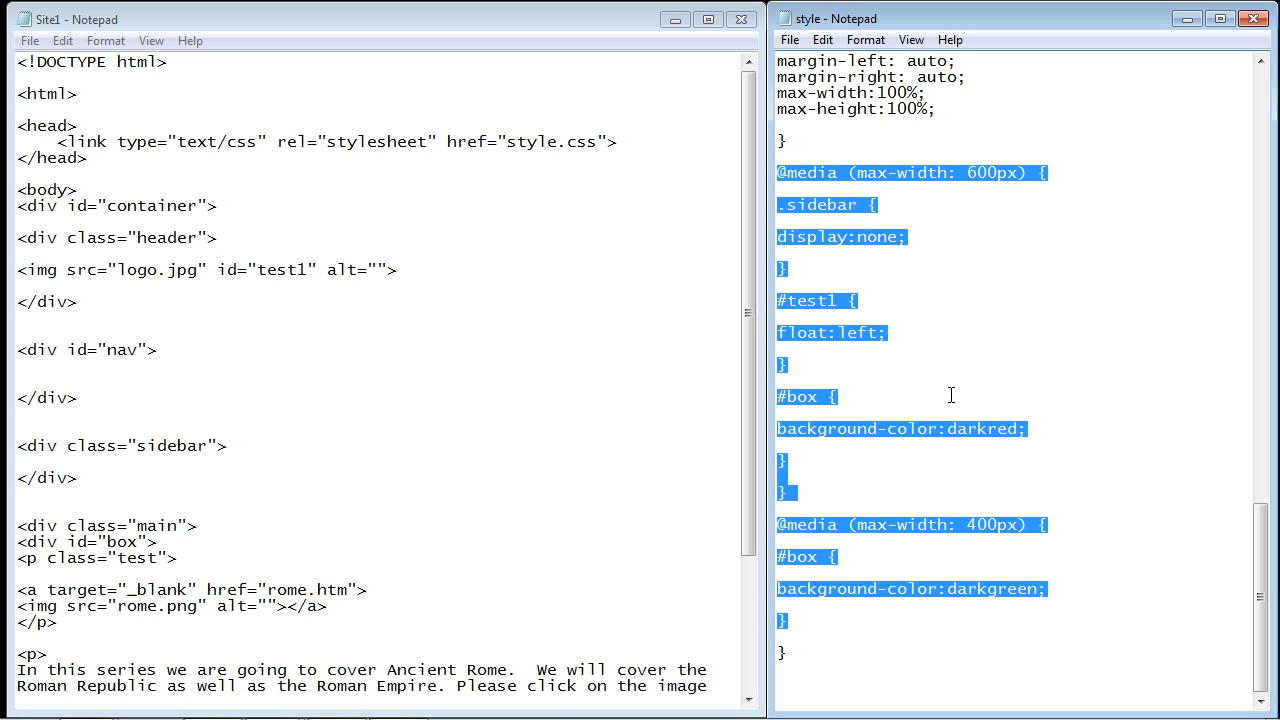 Site1 - Notepad
File Edit Format View Help
<!DOCTYPE html>
<html>
<head>
<link type="text/css" rel="stylesheet" href="style.css">
</head>
<body>
<div id="container">
<div class="header">
<img src="logo.jpg" id="test1" alt="">
</div>
<div id="nav">
</div>
<div class="sidebar">
</div>
<div class="main">
<div id="box">
<p class="test">
<a target="_blank" href="rome.htm">
<img src="rome.png" alt=""></a>
</p>
<p>
In this series we are going to cover Ancient Rome.  We will cover the
Roman Republic as well as the Roman Empire. Please click on the image
style - Notepad
File Edit Format View Help
margin-left: auto;
margin-right: auto;
max-width:100%;
max-height:100%;
}
@media (max-width: 600px) {
.sidebar {
display:none;
}
#test1 {
float:left;
}
#box {
background-color:darkred;
}
}
@media (max-width: 400px) {
#box {
background-color:darkgreen;
}
}